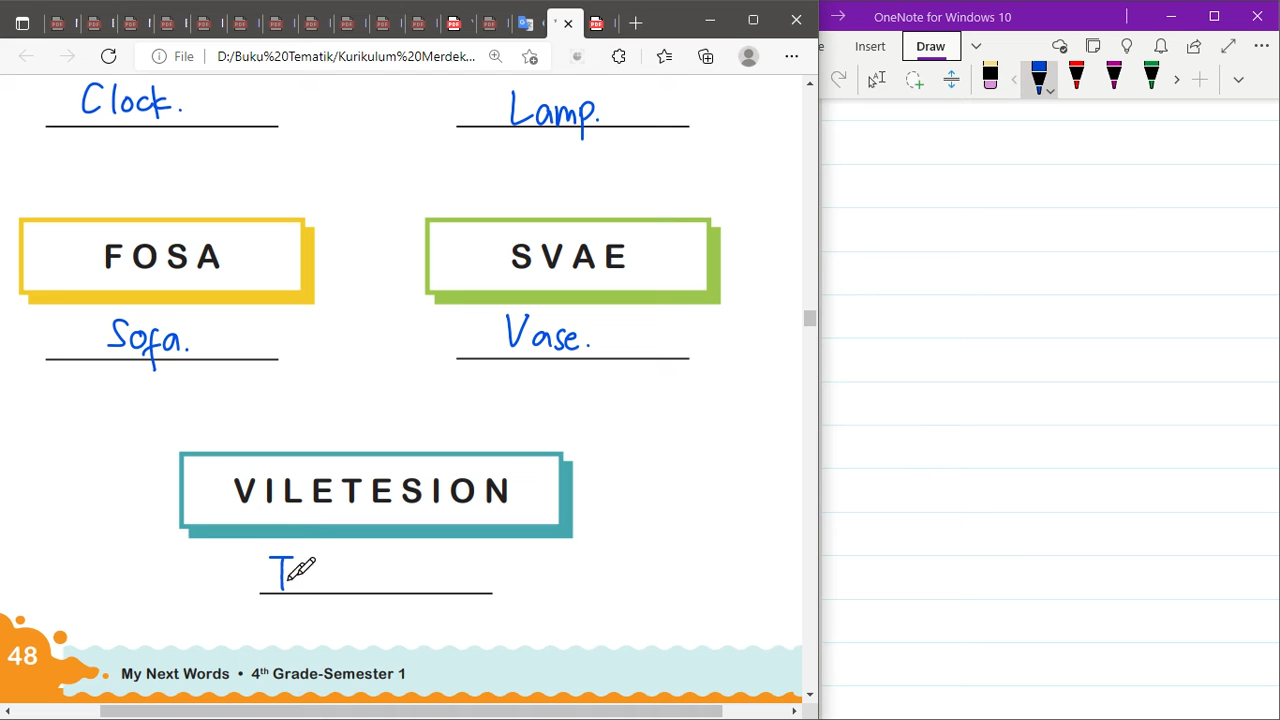 File D:/Buku%20Tematik/Kurikulum%20Merdek...
OneNote for Windows 10
Insert Draw
Clock. Lamp.
FOSA SVAE
Sofa. Vase.
VILETESION
T
48 My Next Words • 4th Grade-Semester 1